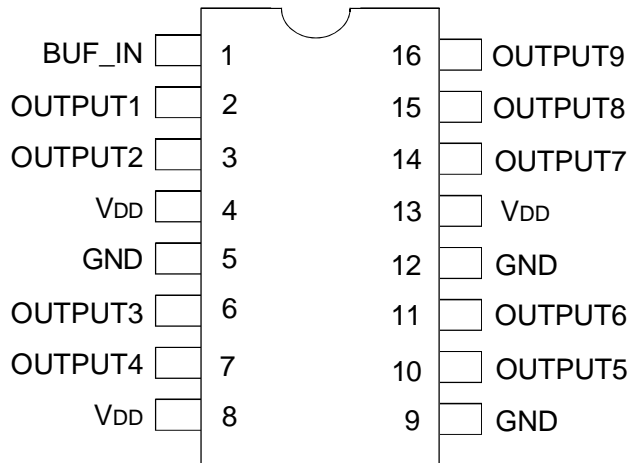 BUF_IN 1 16 OUTPUT9
OUTPUT1 2 15 OUTPUT8
OUTPUT2 3 14 OUTPUT7
VDD 4 13 VDD
GND 5 12 GND
OUTPUT3 6 11 OUTPUT6
OUTPUT4 7 10 OUTPUT5
VDD 8 9 GND